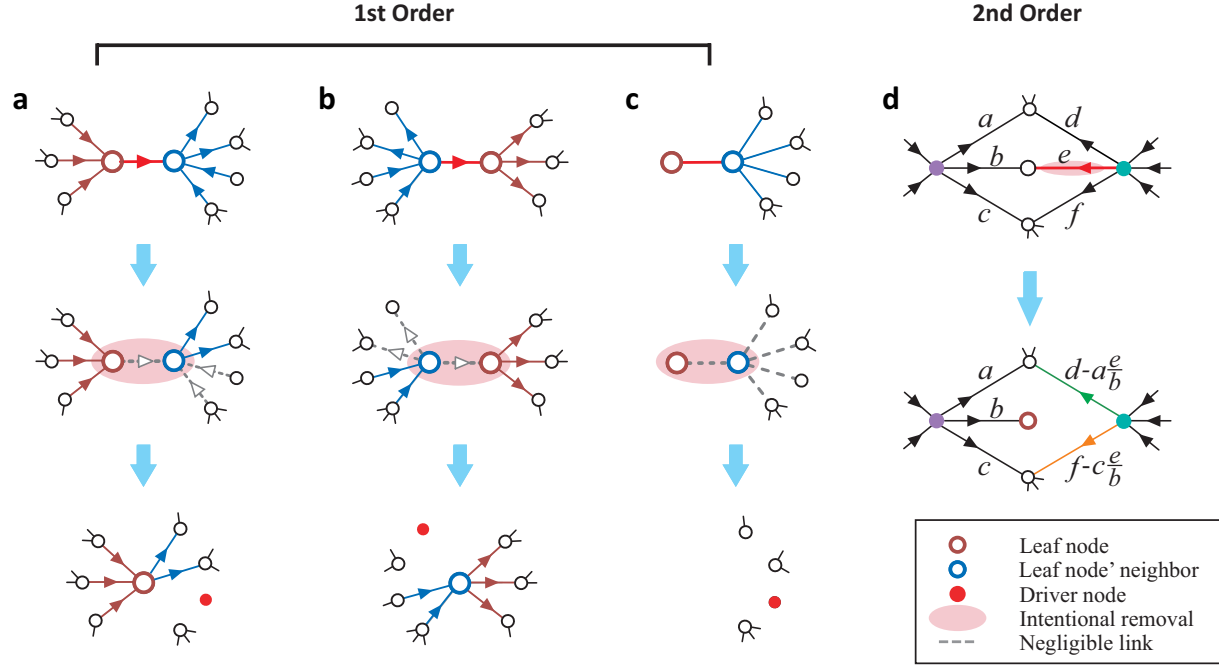 1st Order
2nd Order
a
b
c
d
a
d
b
e
c
f
a
d-a e/b
b
c
f-c e/b
Leaf node
Leaf node' neighbor
Driver node
Intentional removal
Negligible link